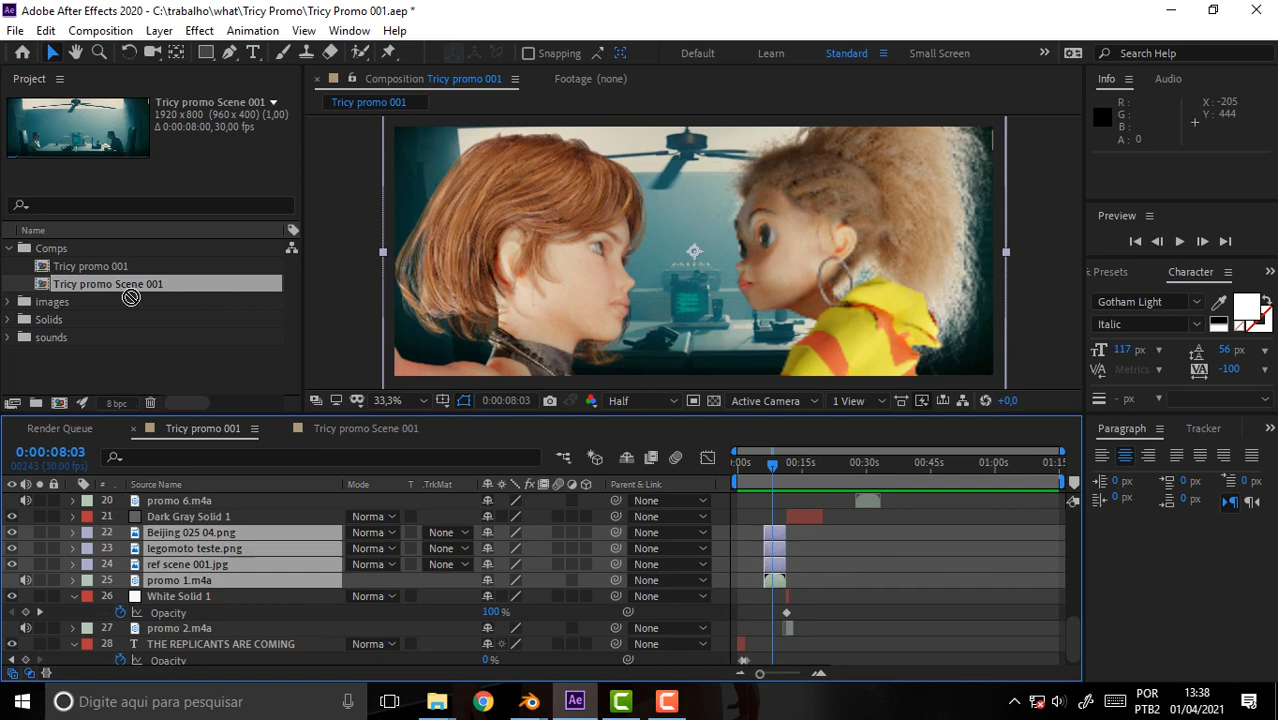 Adobe After Effects 2020 - C:\trabalho\what\Tricy Promo\Tricy Promo 001.aep *
File Edit Composition Layer Effect Animation View Window Help
Snapping Default Learn Standard Small Screen Search Help
Project
Tricy promo Scene 001
1920 x 800 (960 x 400) (1,00)
Δ 0:00:08:00, 30,00 fps
Name
Comps
Tricy promo 001
Tricy promo Scene 001
images
Solids
sounds
8 bpc
Composition Tricy promo 001 Footage (none)
Tricy promo 001
33,3% 0:00:08:03 Half Active Camera 1 View +0,0
Info Audio
R : X : -205
G : Y : 444
B :
A : 0
Preview
Presets Character
Gotham Light
Italic
117 px 56 px
Metrics -100
- px
Paragraph Tracker
0 px 0 px 0 px
0 px 0 px
Render Queue Tricy promo 001 Tricy promo Scene 001
0:00:08:03
00243 (30.00 fps)
# Source Name Mode T .TrkMat Parent & Link
:00s 00:15s 00:30s 00:45s 01:00s 01:15
20 promo 6.m4a None
21 Dark Gray Solid 1 Norma None
22 Beijing 025 04.png Norma None None
23 legomoto teste.png Norma None None
24 ref scene 001.jpg Norma None None
25 promo 1.m4a None
26 White Solid 1 Norma None
Opacity 100 %
27 promo 2.m4a None
28 T THE REPLICANTS ARE COMING Norma None
Opacity 0 %
Digite aqui para pesquisar
POR
PTB2
13:38
01/04/2021